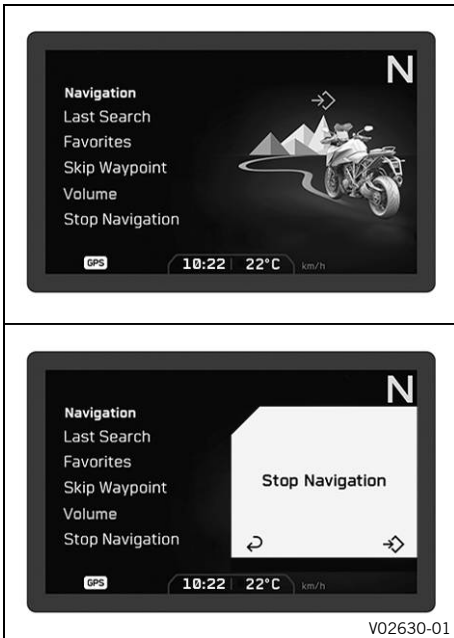 N
Navigation
Last Search
Favorites
Skip Waypoint
Volume
Stop Navigation
GPS 10:22 22°C km/h
N
Navigation
Last Search
Favorites
Skip Waypoint
Volume
Stop Navigation
Stop Navigation
GPS 10:22 22°C km/h
V02630-01